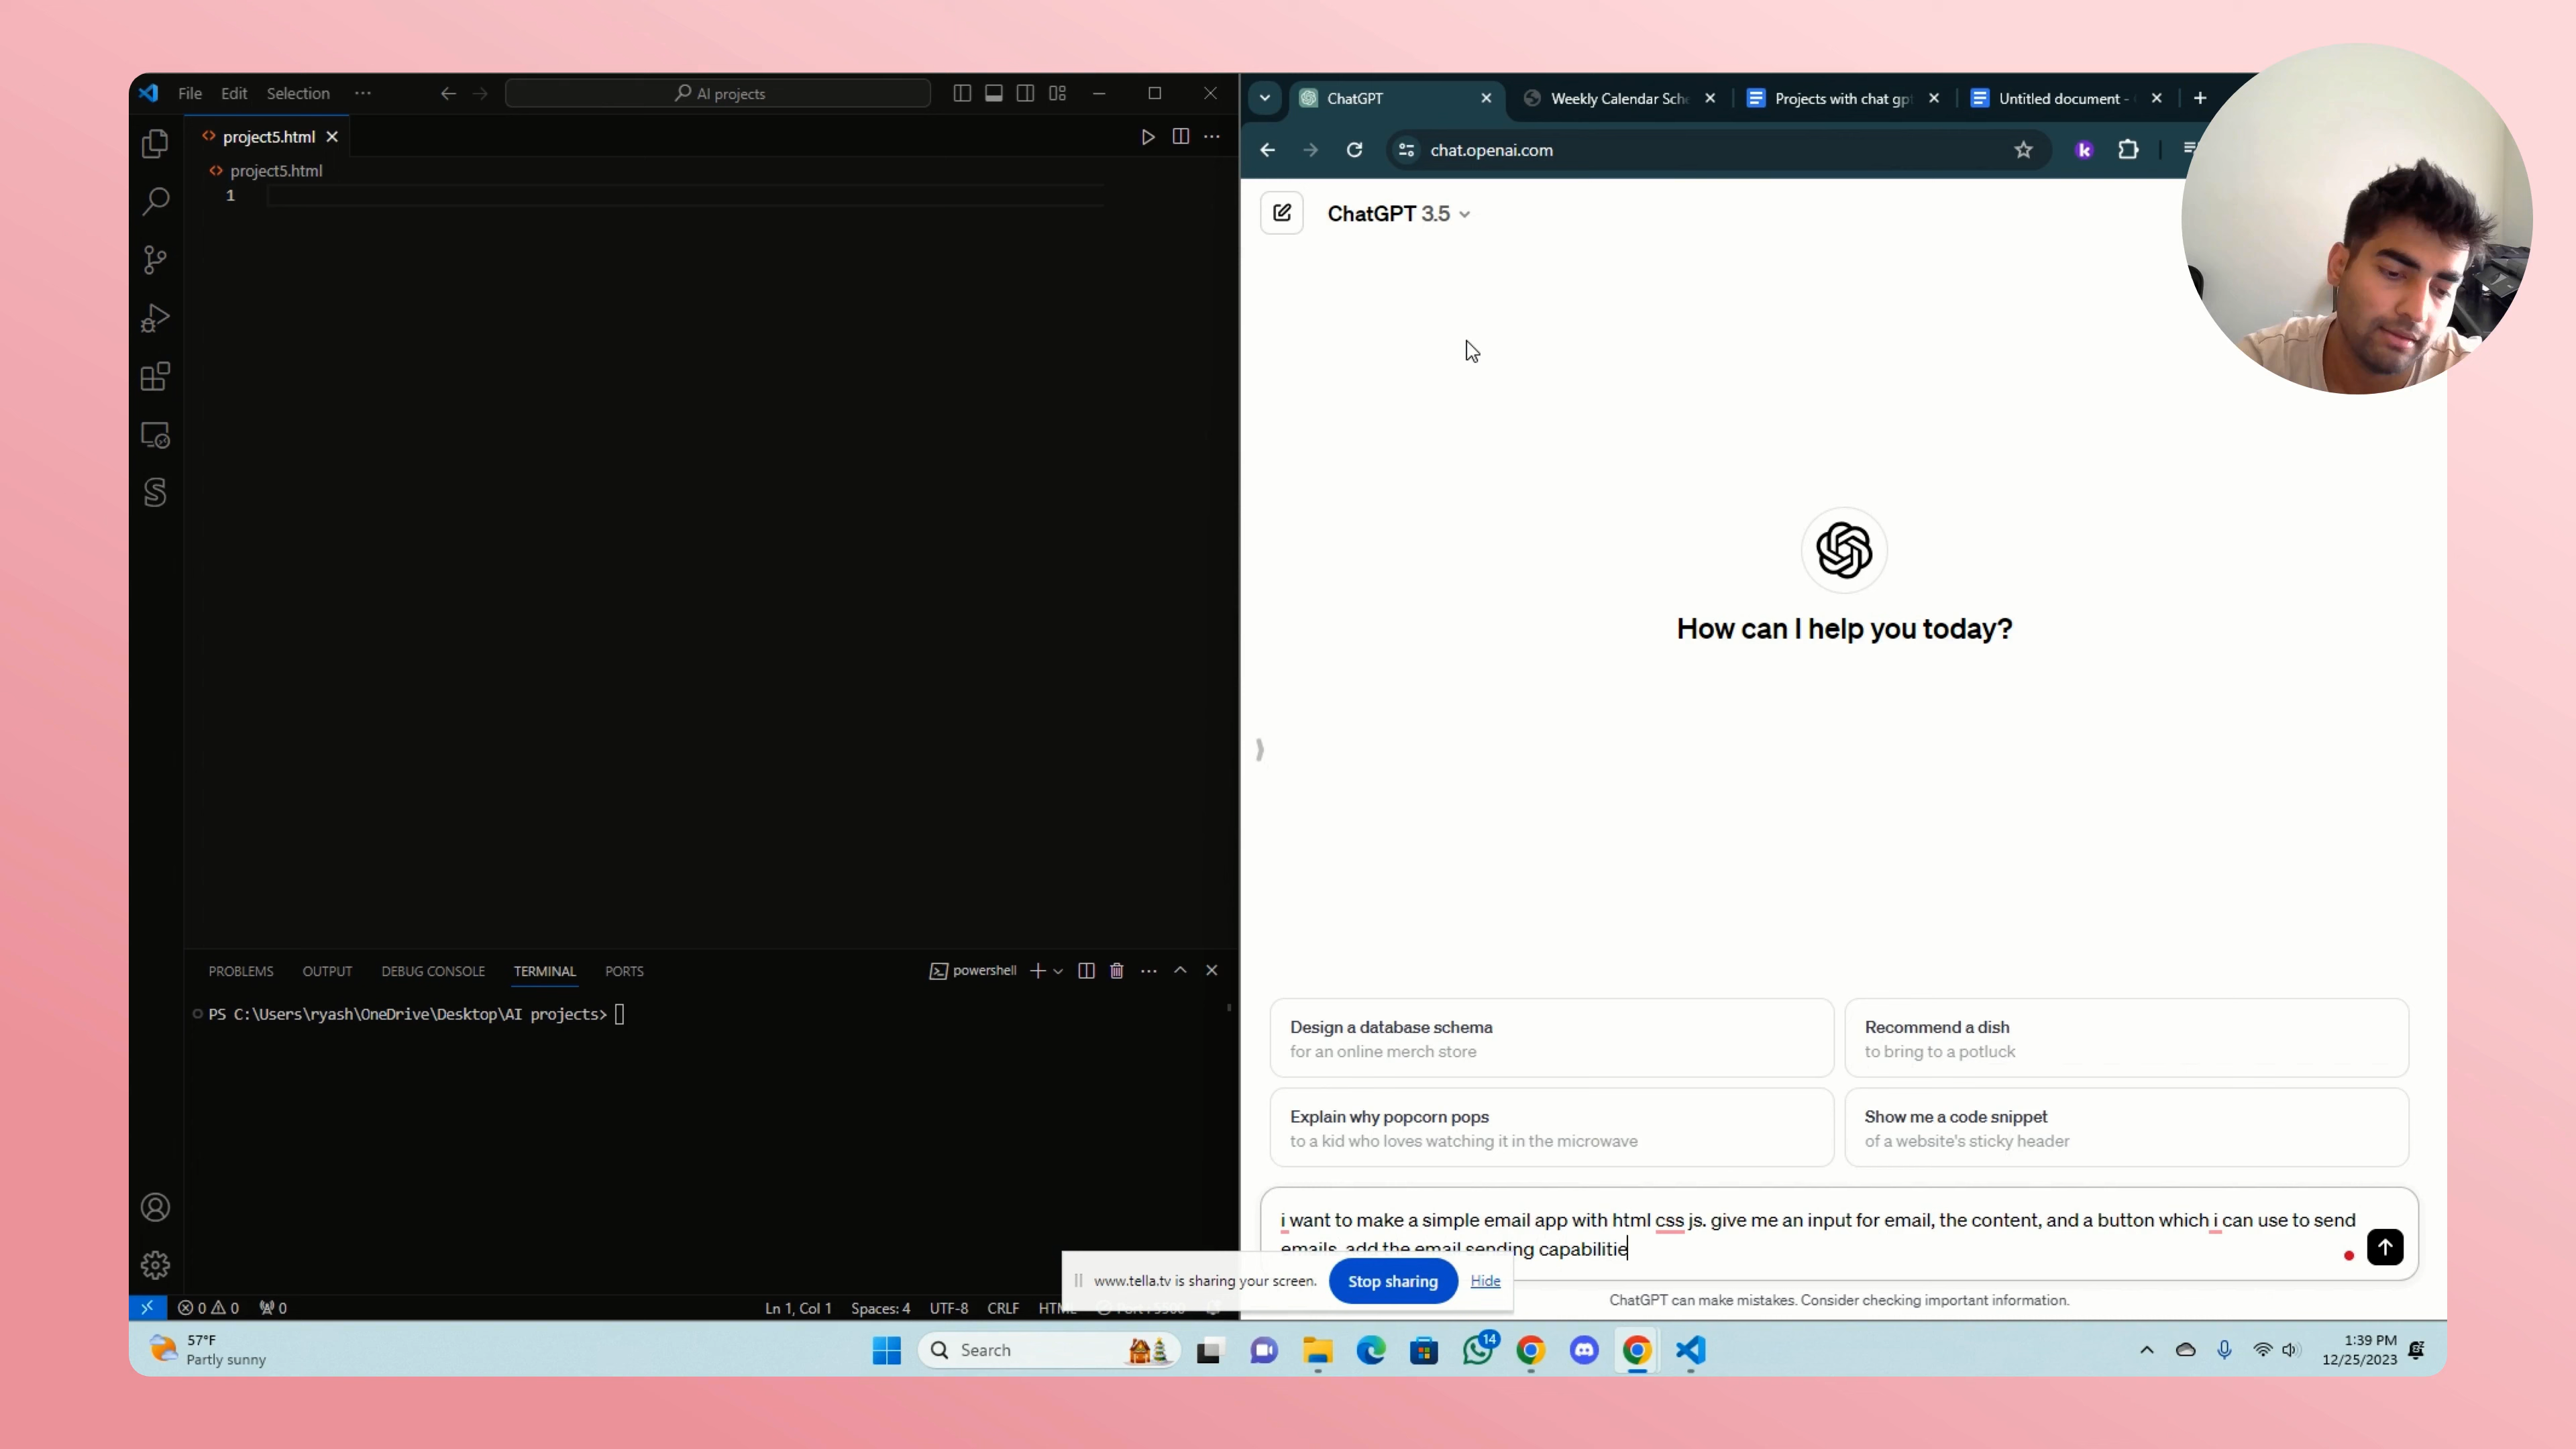 File Edit Selection ···
AI projects
project5.html
project5.html
1
PROBLEMS OUTPUT DEBUG CONSOLE TERMINAL PORTS
powershell
PS C:\Users\ryash\OneDrive\Desktop\AI projects>
0 0 0
Ln 1, Col 1 Spaces: 4 UTF-8 CRLF
ChatGPT
Weekly Calendar Sche
Projects with chat gpt
Untitled document -
chat.openai.com
k
ChatGPT 3.5
How can I help you today?
Design a database schema
for an online merch store
Recommend a dish
to bring to a potluck
Explain why popcorn pops
to a kid who loves watching it in the microwave
Show me a code snippet
of a website's sticky header
i want to make a simple email app with html css js. give me an input for email, the content, and a button which i can use to send
emails. add the email sending capabilitie
www.tella.tv is sharing your screen. Stop sharing Hide
ChatGPT can make mistakes. Consider checking important information.
57°F
Partly sunny
Search
14
1:39 PM
12/25/2023